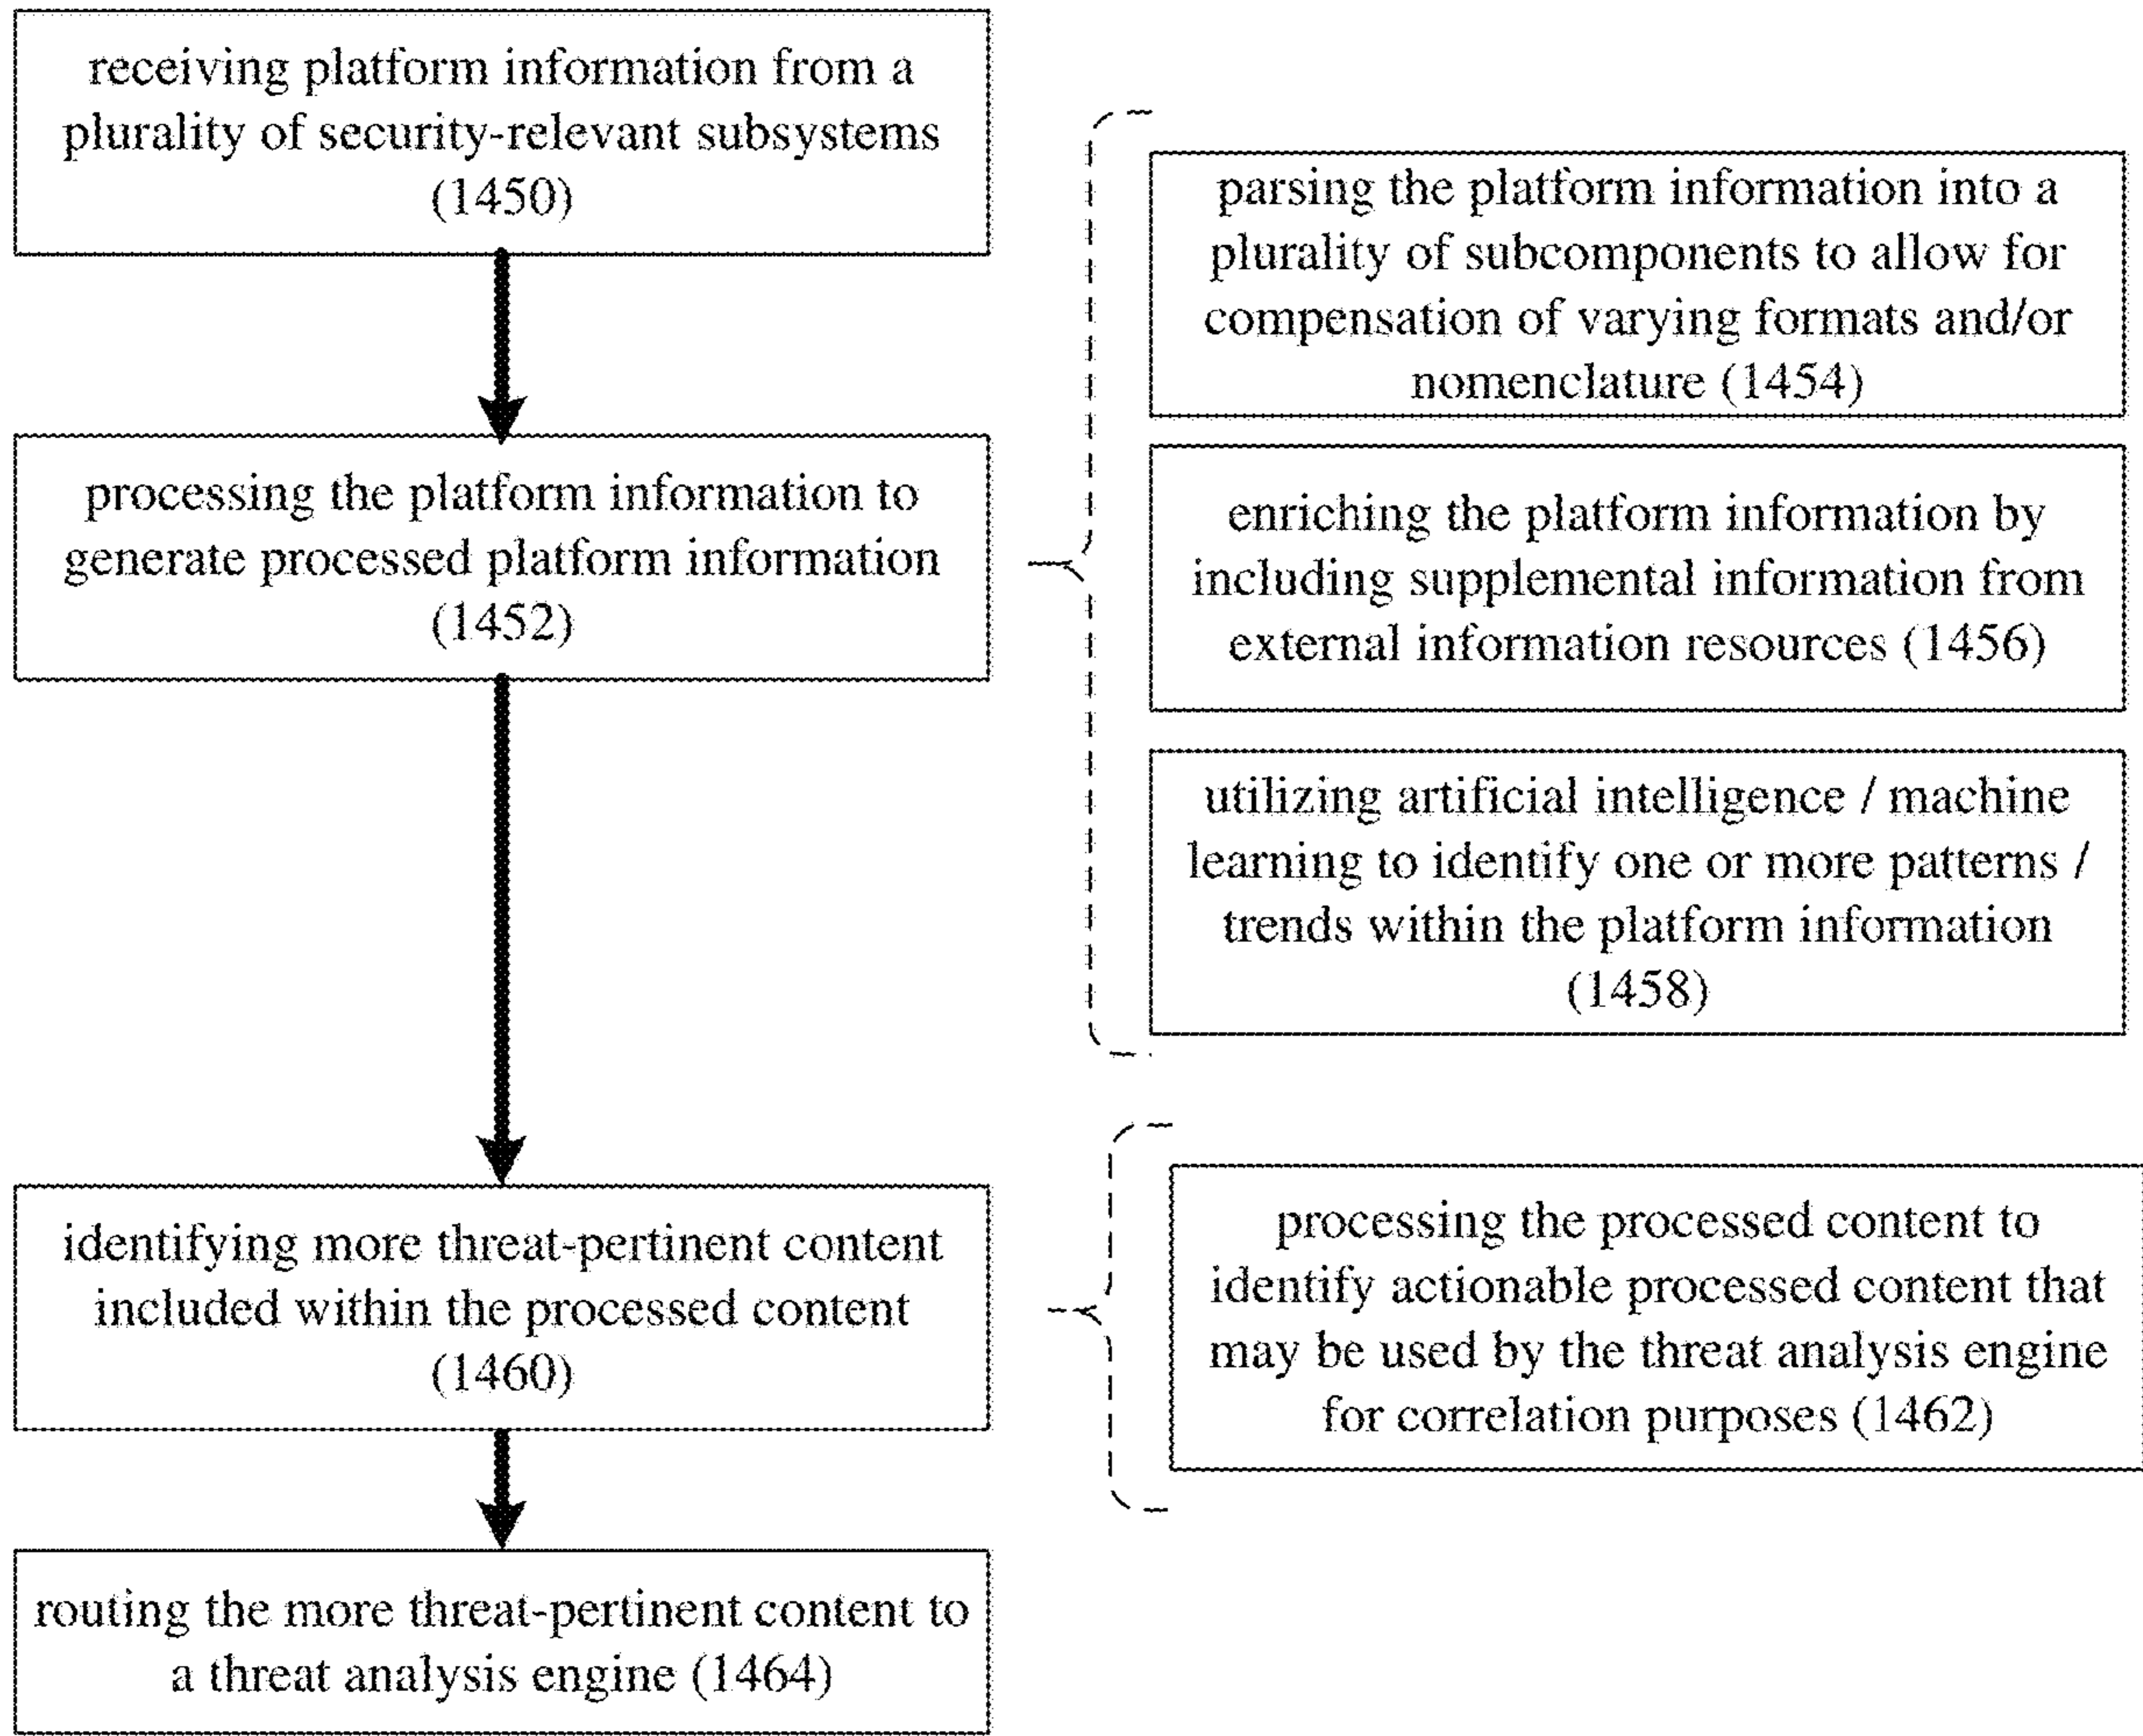 receiving platform information from a
plurality of security-relevant subsystems
(1450)
processing the platform information to
generate processed platform information
(1452)
parsing the platform information into a
plurality of subcomponents to allow for
compensation of varying formats and/or
nomenclature (1454)
enriching the platform information by
including supplemental information from
external information resources (1456)
utilizing artificial intelligence / machine
learning to identify one or more patterns /
trends within the platform information
(1458)
identifying more threat-pertinent content
included within the processed content
(1460)
processing the processed content to
identify actionable processed content that
may be used by the threat analysis engine
for correlation purposes (1462)
routing the more threat-pertinent content to
a threat analysis engine (1464)